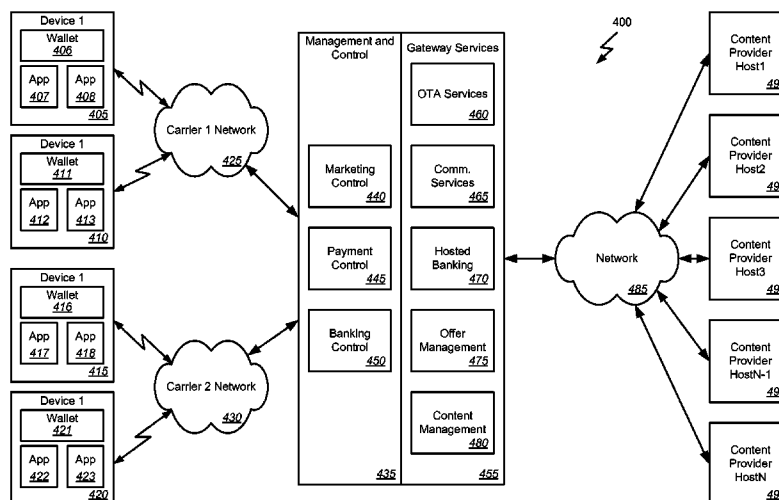 Device 1
Wallet
406
App
407
App
408
405
Device 1
Wallet
411
App
412
App
413
410
Device 1
Wallet
416
App
417
App
418
415
Device 1
Wallet
421
App
422
App
423
420
Carrier 1 Network
425
Carrier 2 Network
430
Management and
Control
Marketing
Control
440
Payment
Control
445
Banking
Control
450
435
Gateway Services
OTA Services
460
Comm.
Services
465
Hosted
Banking
470
Offer
Management
475
Content
Management
480
455
Network
485
400
Content
Provider
Host1
Content
Provider
Host2
Content
Provider
Host3
Content
Provider
HostN-1
Content
Provider
HostN